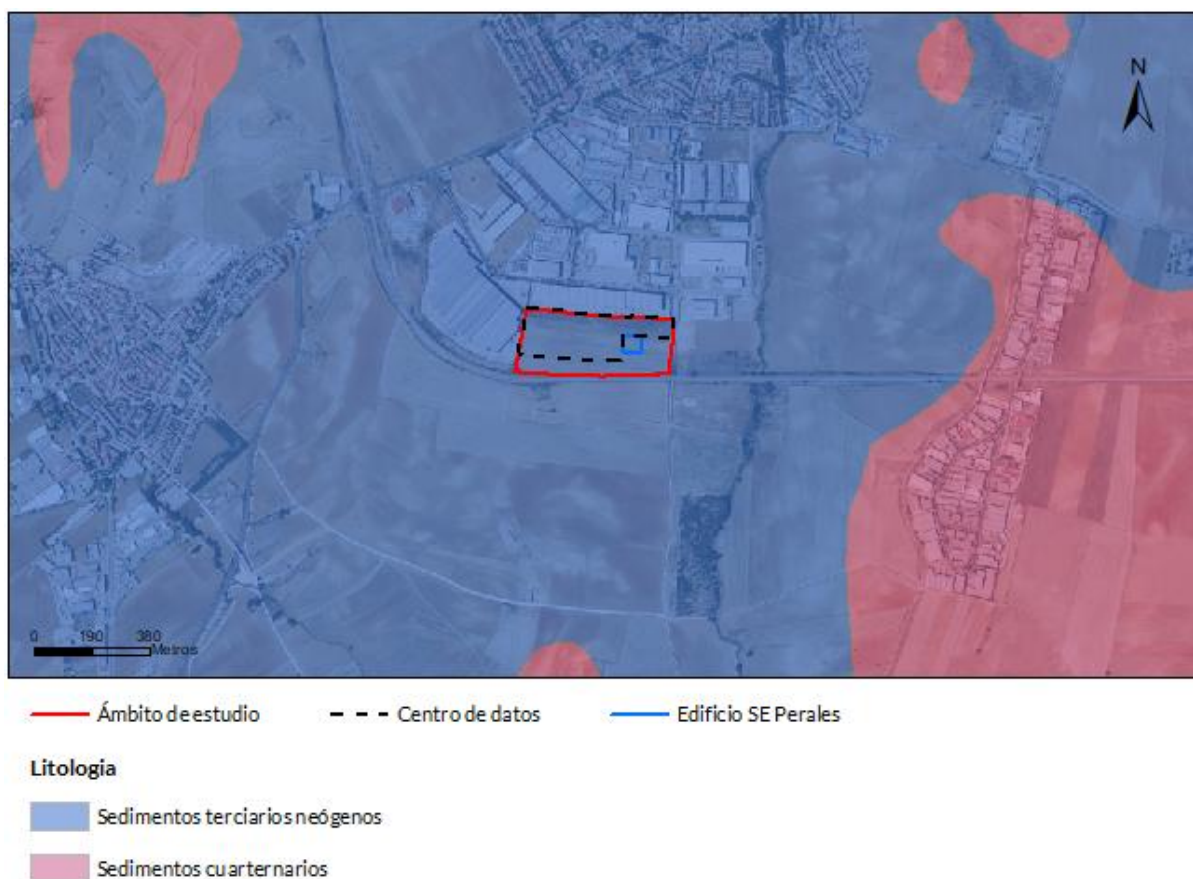 N
0 190 380
Metros
Ámbito de estudio Centro de datos Edificio SE Perales
Litologia
Sedimentos terciarios neógenos
Sedimentos cuarternarios